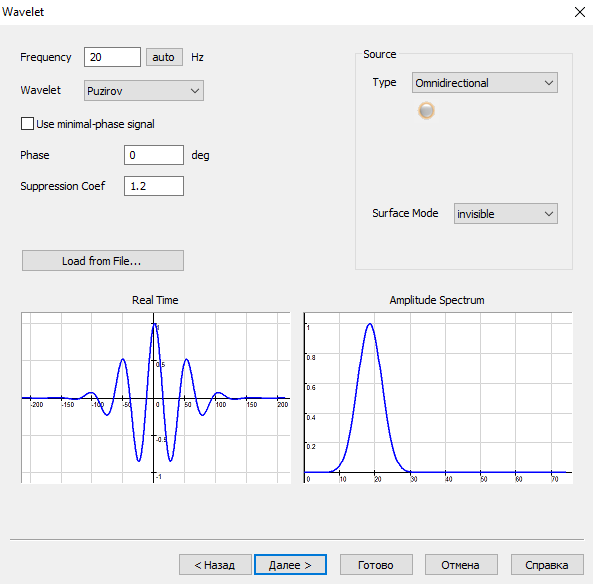 Wavelet
Frequency 20 auto Hz
Wavelet Puzirov
Use minimal-phase signal
Phase 0 deg
Suppression Coef 1.2
Load from File...
Source
Type Omnidirectional
Surface Mode invisible
Real Time
1
0.5
-200 -150 -100 -50 0 50 100 150 200
-0.5
-1
Amplitude Spectrum
1
0.8
0.6
0.4
0.2
0 10 20 30 40 50 60 70
< Назад Далее > Готово Отмена Справка